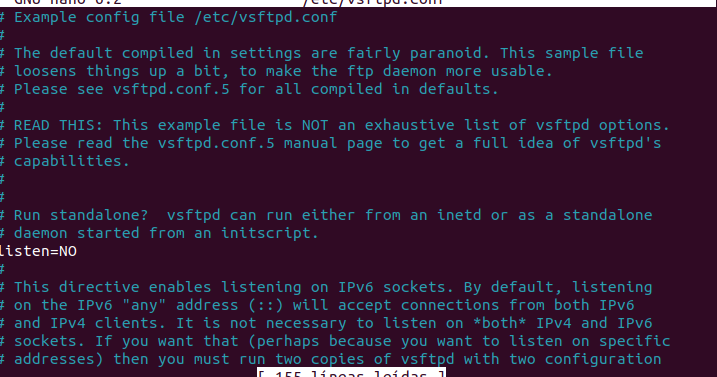 GNU nano 6.2 /etc/vsftpd.conf
# Example config file /etc/vsftpd.conf
#
# The default compiled in settings are fairly paranoid. This sample file
# loosens things up a bit, to make the ftp daemon more usable.
# Please see vsftpd.conf.5 for all compiled in defaults.
#
# READ THIS: This example file is NOT an exhaustive list of vsftpd options.
# Please read the vsftpd.conf.5 manual page to get a full idea of vsftpd's
# capabilities.
#
#
# Run standalone?  vsftpd can run either from an inetd or as a standalone
# daemon started from an initscript.
listen=NO
#
# This directive enables listening on IPv6 sockets. By default, listening
# on the IPv6 "any" address (::) will accept connections from both IPv6
# and IPv4 clients. It is not necessary to listen on *both* IPv4 and IPv6
# sockets. If you want that (perhaps because you want to listen on specific
# addresses) then you must run two copies of vsftpd with two configuration
[ 155 líneas leídas ]